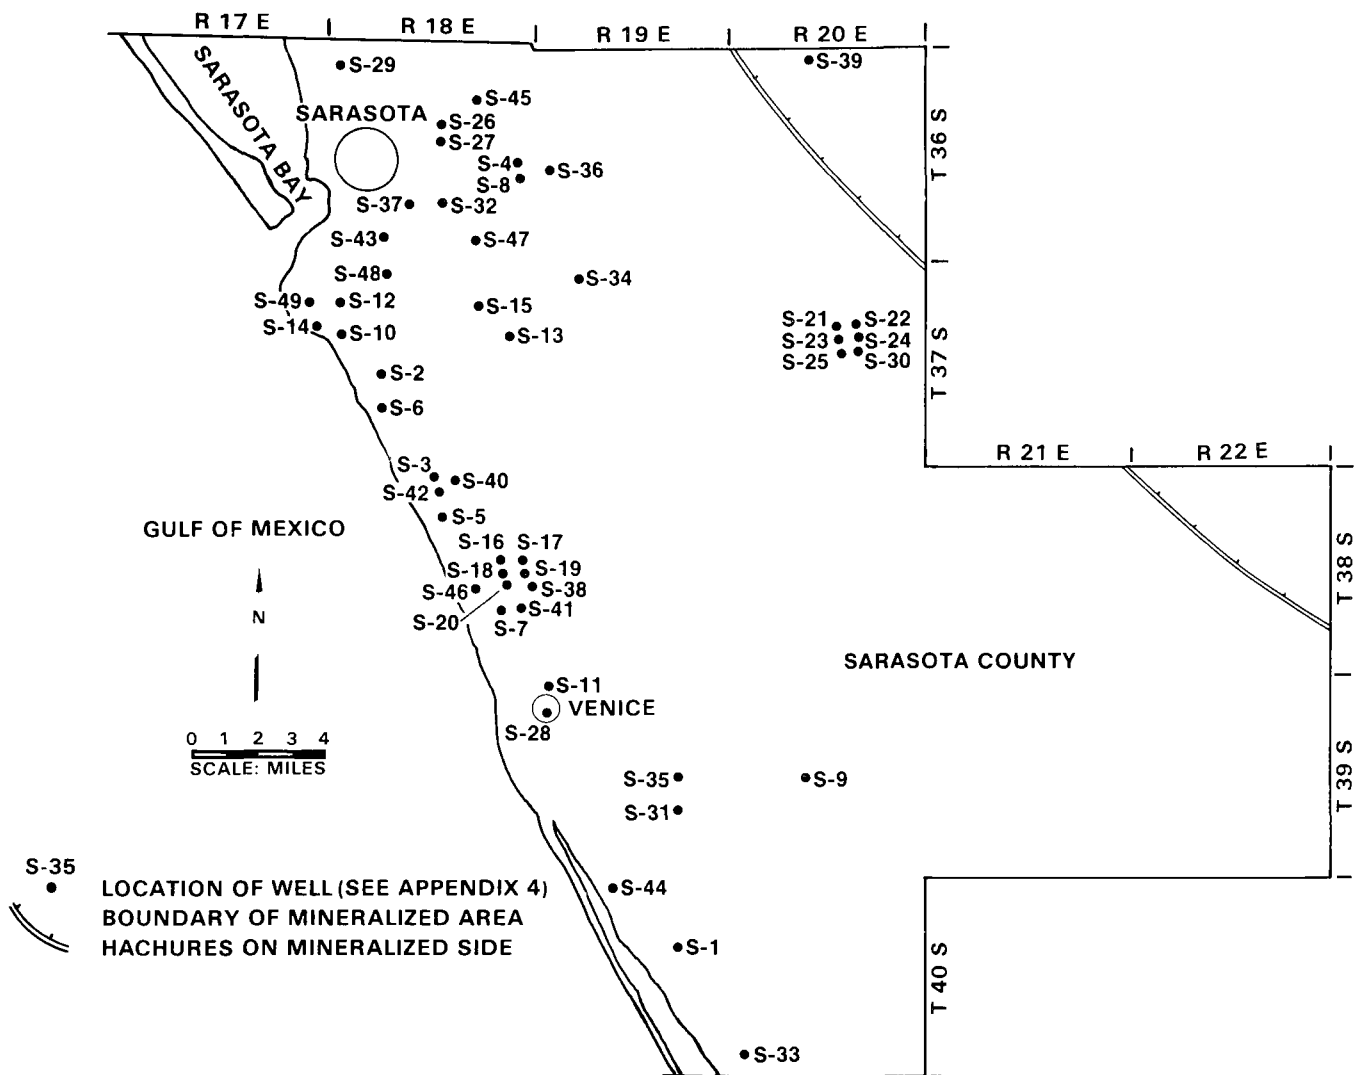 R 17 E
R 18 E
R 19 E
R 20 E
S-29
S-39
SARASOTA BAY
S-45
SARASOTA
S-26
S-27
T 36 S
S-4
S-36
S-8
S-37
S-32
S-43
S-47
S-48
S-34
S-49
S-12
S-15
S-14
S-10
S-13
S-21
S-22
S-23
S-24
S-25
S-30
T 37 S
S-2
S-6
R 21 E
R 22 E
S-3
S-40
S-42
S-5
GULF OF MEXICO
S-16
S-17
S-18
S-19
S-46
S-38
S-41
S-20
S-7
T 38 S
N
SARASOTA COUNTY
S-11
VENICE
S-28
0 1 2 3 4
SCALE: MILES
S-35
S-9
S-31
T 39 S
S-35
LOCATION OF WELL (SEE APPENDIX 4)
BOUNDARY OF MINERALIZED AREA
HACHURES ON MINERALIZED SIDE
S-44
S-1
T 40 S
S-33